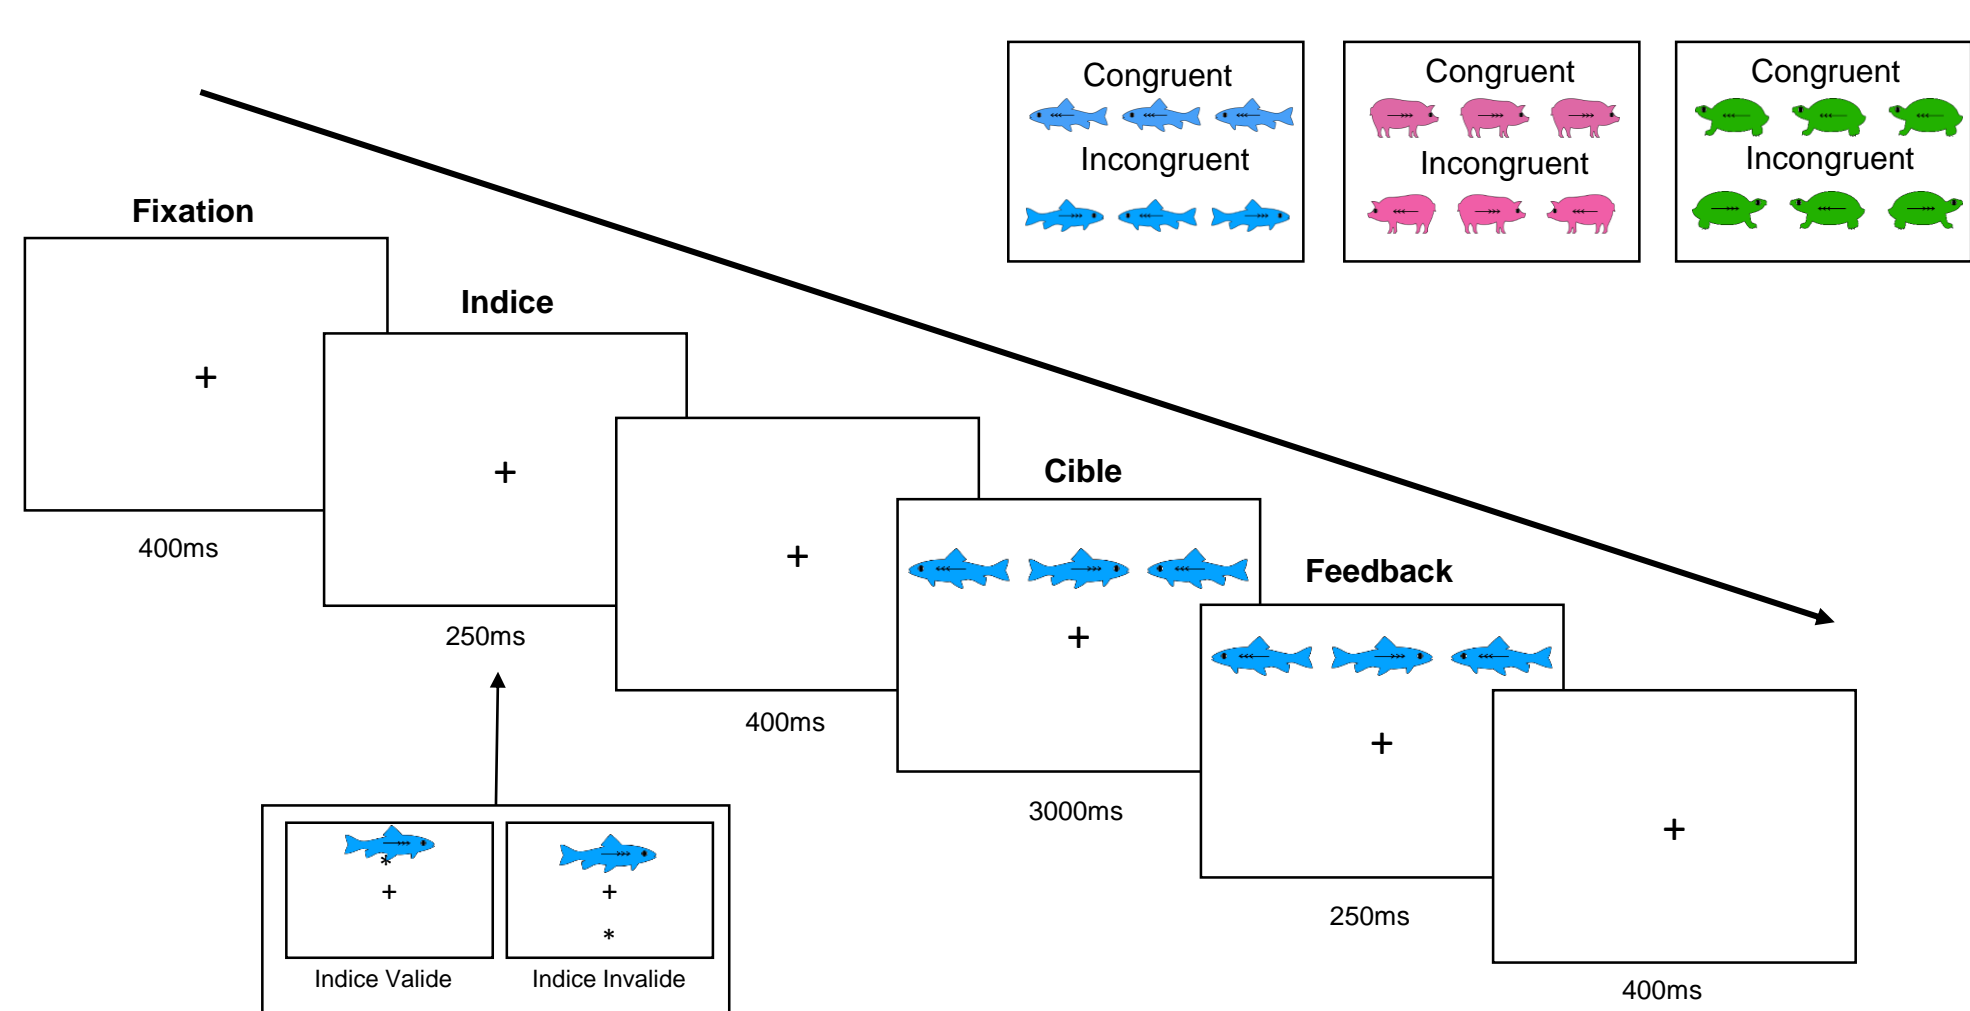 Congruent
Incongruent
Congruent
Incongruent
Congruent
Incongruent
Fixation
+
400ms
Indice
+
250ms
+
400ms
Cible
+
3000ms
Feedback
+
250ms
+
400ms
*
+
Indice Valide
+
*
Indice Invalide